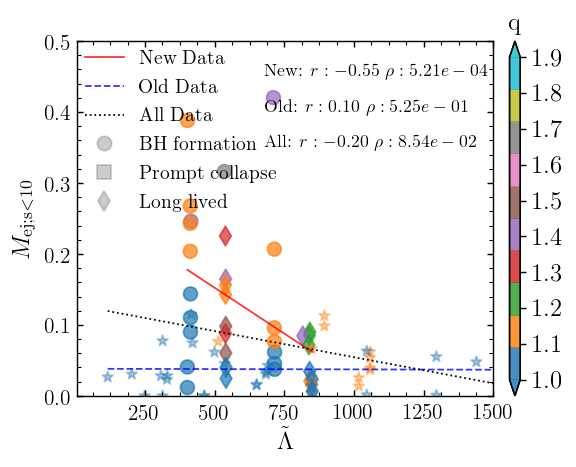 q
0.5
0.4
0.3
0.2
0.1
0.0
M_ej;s<10
New Data
Old Data
All Data
BH formation
Prompt collapse
Long lived
New: r : −0.55 ρ : 5.21e − 04
Old: r : 0.10 ρ : 5.25e − 01
All: r : −0.20 ρ : 8.54e − 02
250 500 750 1000 1250 1500
Λ̃
1.9
1.8
1.7
1.6
1.5
1.4
1.3
1.2
1.1
1.0